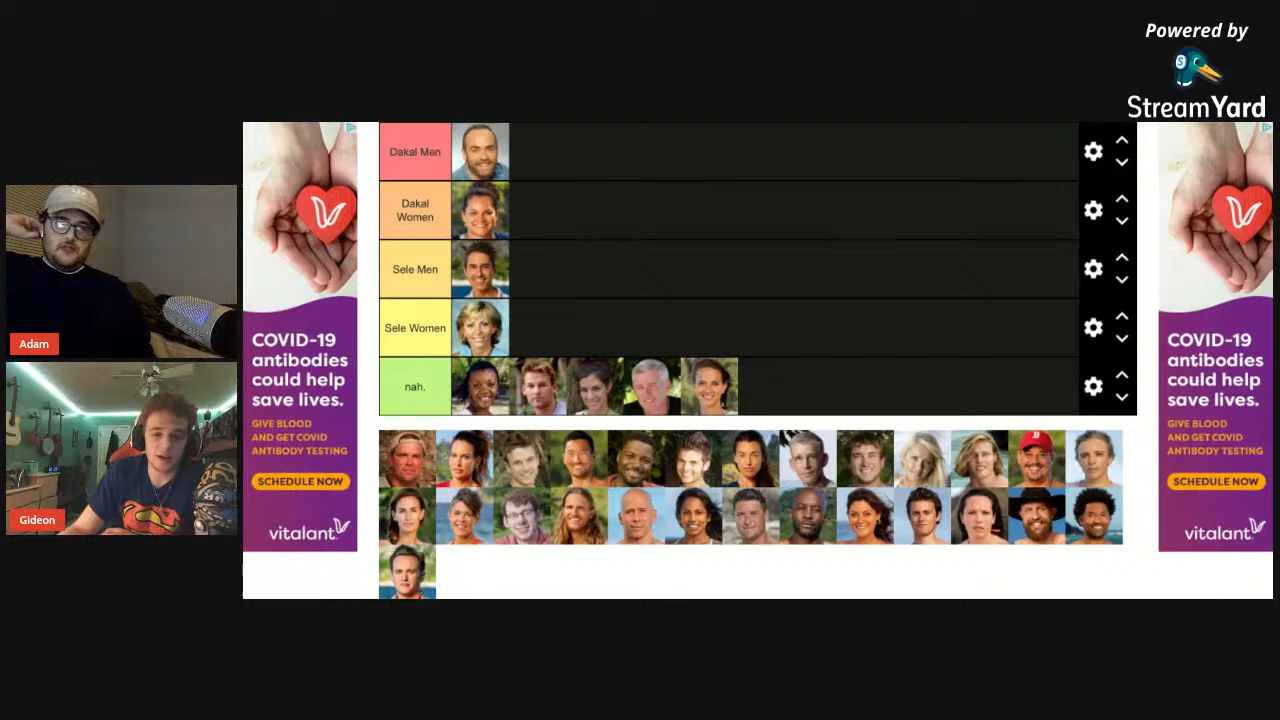 Powered by
StreamYard
Adam
Gideon
COVID-19
antibodies
could help
save lives.
GIVE BLOOD
AND GET COVID
ANTIBODY TESTING
SCHEDULE NOW
vitalant
Dakal Men
Dakal
Women
Sele Men
Sele Women
nah.
COVID-19
antibodies
could help
save lives.
GIVE BLOOD
AND GET COVID
ANTIBODY TESTING
SCHEDULE NOW
vitalant